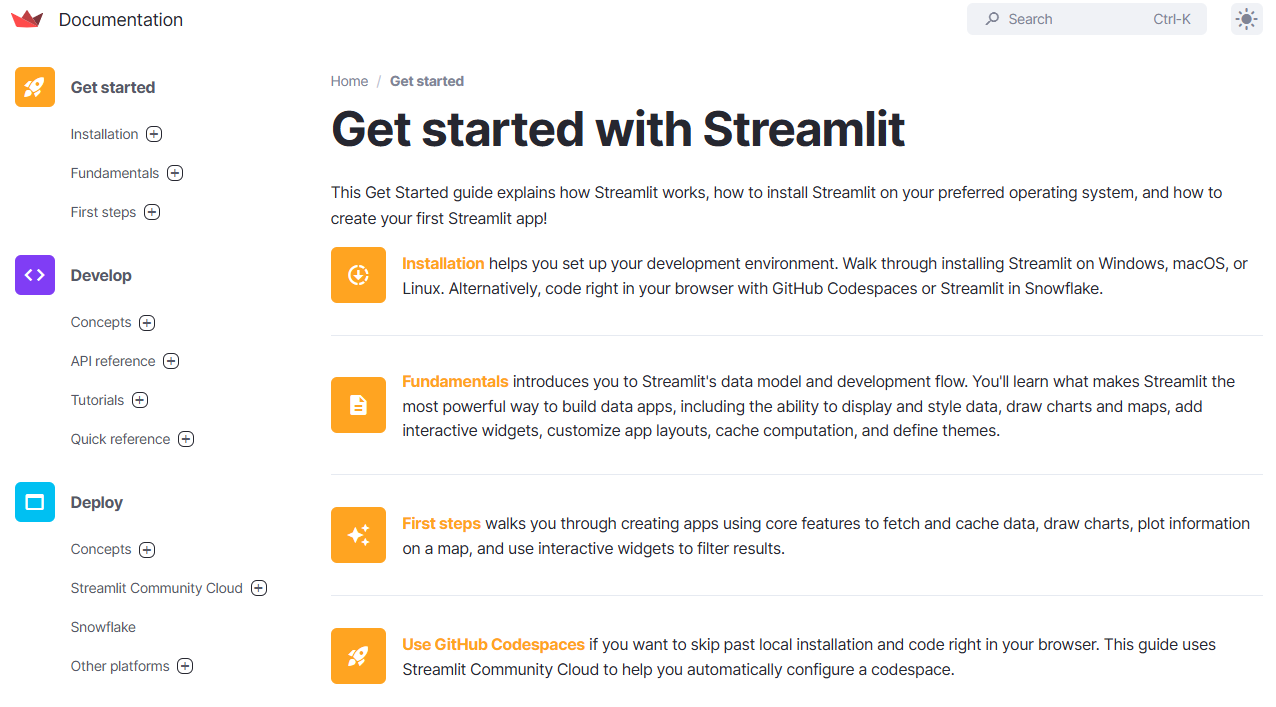 Documentation
Search Ctrl-K
Get started
Installation
Fundamentals
First steps
Develop
Concepts
API reference
Tutorials
Quick reference
Deploy
Concepts
Streamlit Community Cloud
Snowflake
Other platforms
Home / Get started
Get started with Streamlit
This Get Started guide explains how Streamlit works, how to install Streamlit on your preferred operating system, and how to
create your first Streamlit app!
Installation helps you set up your development environment. Walk through installing Streamlit on Windows, macOS, or
Linux. Alternatively, code right in your browser with GitHub Codespaces or Streamlit in Snowflake.
Fundamentals introduces you to Streamlit's data model and development flow. You'll learn what makes Streamlit the
most powerful way to build data apps, including the ability to display and style data, draw charts and maps, add
interactive widgets, customize app layouts, cache computation, and define themes.
First steps walks you through creating apps using core features to fetch and cache data, draw charts, plot information
on a map, and use interactive widgets to filter results.
Use GitHub Codespaces if you want to skip past local installation and code right in your browser. This guide uses
Streamlit Community Cloud to help you automatically configure a codespace.